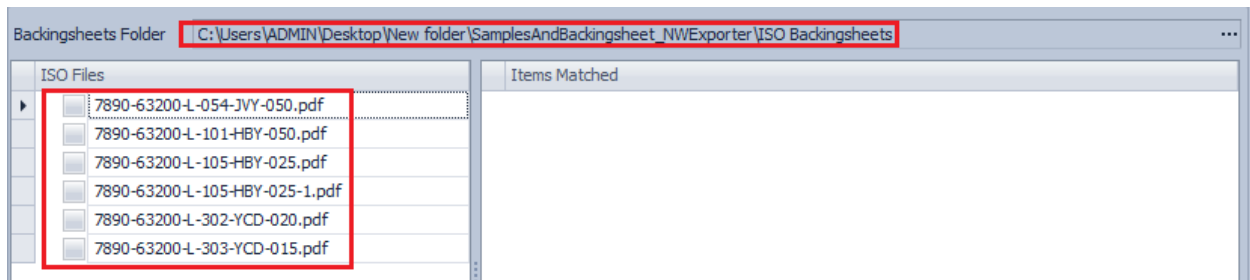 Backingsheets Folder C:\Users\ADMIN\Desktop\New folder\SamplesAndBackingsheet_NWExporter\ISO Backingsheets ...
ISO Files Items Matched
7890-63200-L-054-JVY-050.pdf
7890-63200-L-101-HBY-050.pdf
7890-63200-L-105-HBY-025.pdf
7890-63200-L-105-HBY-025-1.pdf
7890-63200-L-302-YCD-020.pdf
7890-63200-L-303-YCD-015.pdf